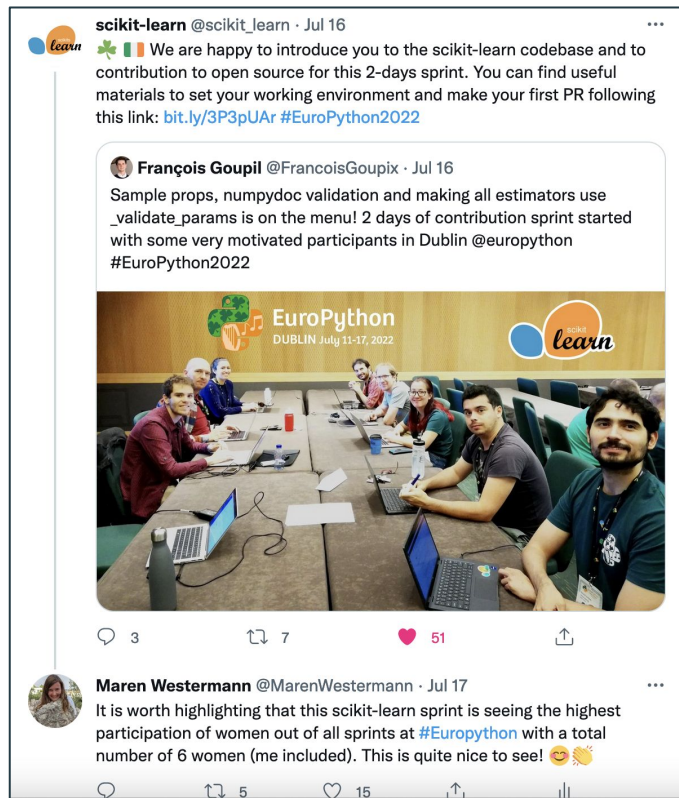 scikit-learn @scikit_learn · Jul 16
☘️ 🇮🇪 We are happy to introduce you to the scikit-learn codebase and to
contribution to open source for this 2-days sprint. You can find useful
materials to set your working environment and make your first PR following
this link: bit.ly/3P3pUAr #EuroPython2022
learn
François Goupil @FrancoisGoupix · Jul 16
Sample props, numpydoc validation and making all estimators use
_validate_params is on the menu! 2 days of contribution sprint started
with some very motivated participants in Dublin @europython
#EuroPython2022
EuroPython
DUBLIN July 11-17, 2022
scikit
learn
3 7 51
Maren Westermann @MarenWestermann · Jul 17
It is worth highlighting that this scikit-learn sprint is seeing the highest
participation of women out of all sprints at #Europython with a total
number of 6 women (me included). This is quite nice to see! 😊👏
5 15